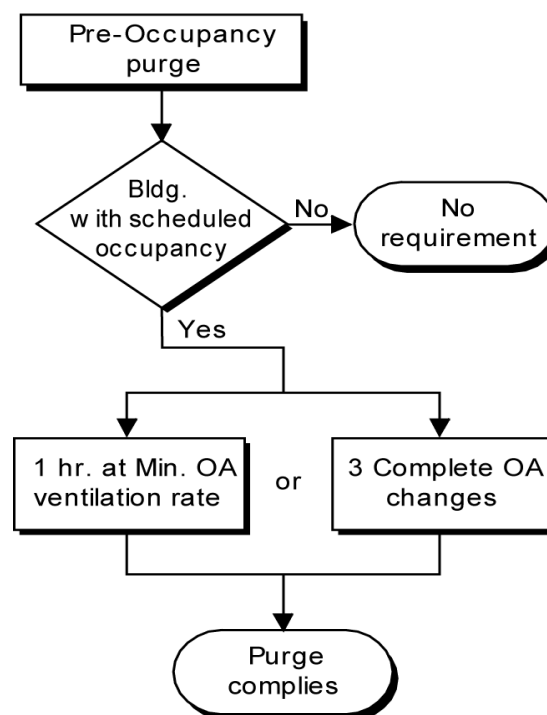 Pre-Occupancy
purge
Bldg.
with scheduled
occupancy
No
No
requirement
Yes
1 hr. at Min. OA
ventilation rate
or
3 Complete OA
changes
Purge
complies